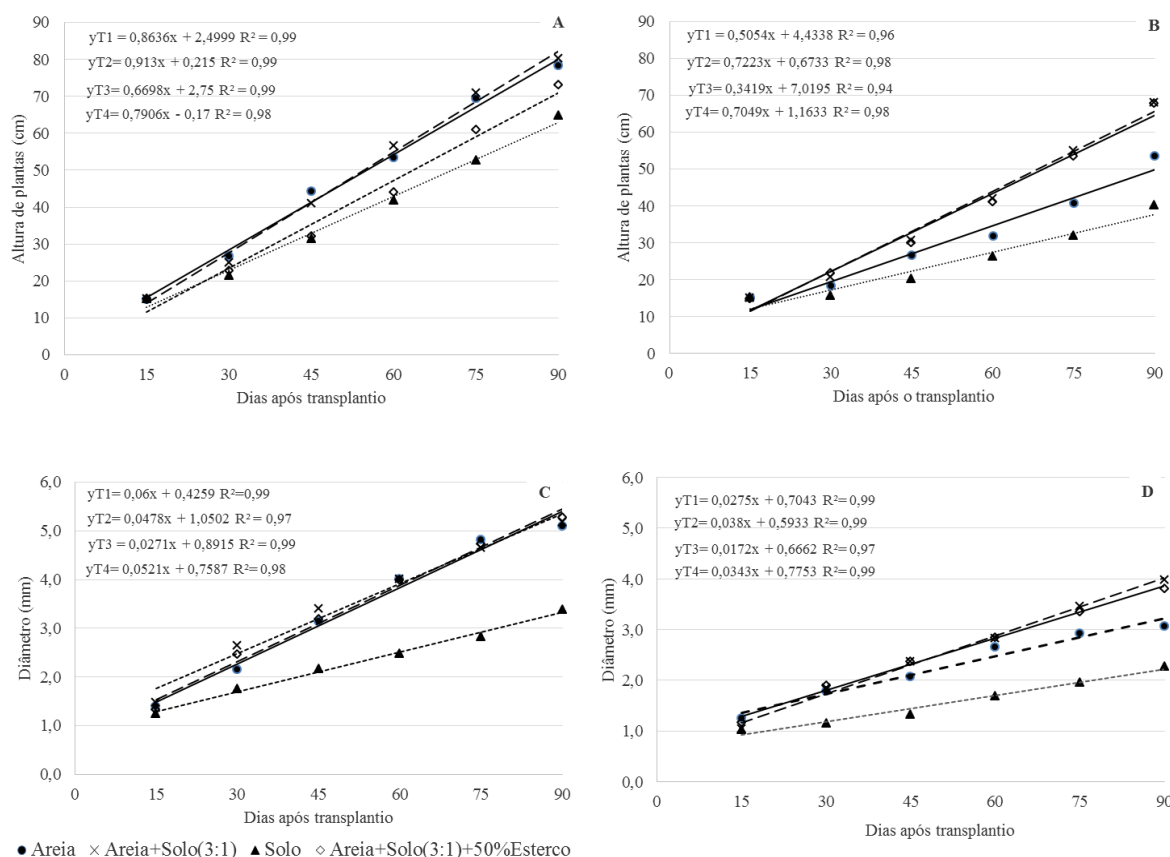 A
yT1 = 0,8636x + 2,4999 R² = 0,99
yT2= 0,913x + 0,215 R² = 0,99
yT3= 0,6698x + 2,75 R² = 0,99
yT4= 0,7906x - 0,17 R² = 0,98
Altura de plantas (cm)
90
80
70
60
50
40
30
20
10
0
0 15 30 45 60 75 90
Dias após transplantio
B
yT1= 0,5054x + 4,4338 R² = 0,96
yT2= 0,7223x + 0,6733 R² = 0,98
yT3= 0,3419x + 7,0195 R² = 0,94
yT4= 0,7049x + 1,1633 R² = 0,98
Altura de plantas (cm)
90
80
70
60
50
40
30
20
10
0
0 15 30 45 60 75 90
Dias após o transplantio
C
yT1= 0,06x + 0,4259 R²=0,99
yT2= 0,0478x + 1,0502 R² = 0,97
yT3 = 0,0271x + 0,8915 R² = 0,99
yT4= 0,0521x + 0,7587 R² = 0,98
Diâmetro (mm)
6,0
5,0
4,0
3,0
2,0
1,0
0,0
0 15 30 45 60 75 90
Dias após transplantio
D
yT1= 0,0275x + 0,7043 R² = 0,99
yT2= 0,038x + 0,5933 R² = 0,99
yT3= 0,0172x + 0,6662 R² = 0,97
yT4= 0,0343x + 0,7753 R² = 0,99
Diâmetro (mm)
6,0
5,0
4,0
3,0
2,0
1,0
0,0
0 15 30 45 60 75 90
Dias após transplantio
Areia Areia+Solo(3:1) Solo Areia+Solo(3:1)+50%Esterco